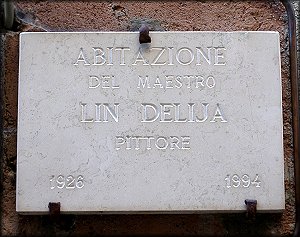 ABITAZIONE
DEL MAESTRO
LIN DELIJA
PITTORE
1926 1994